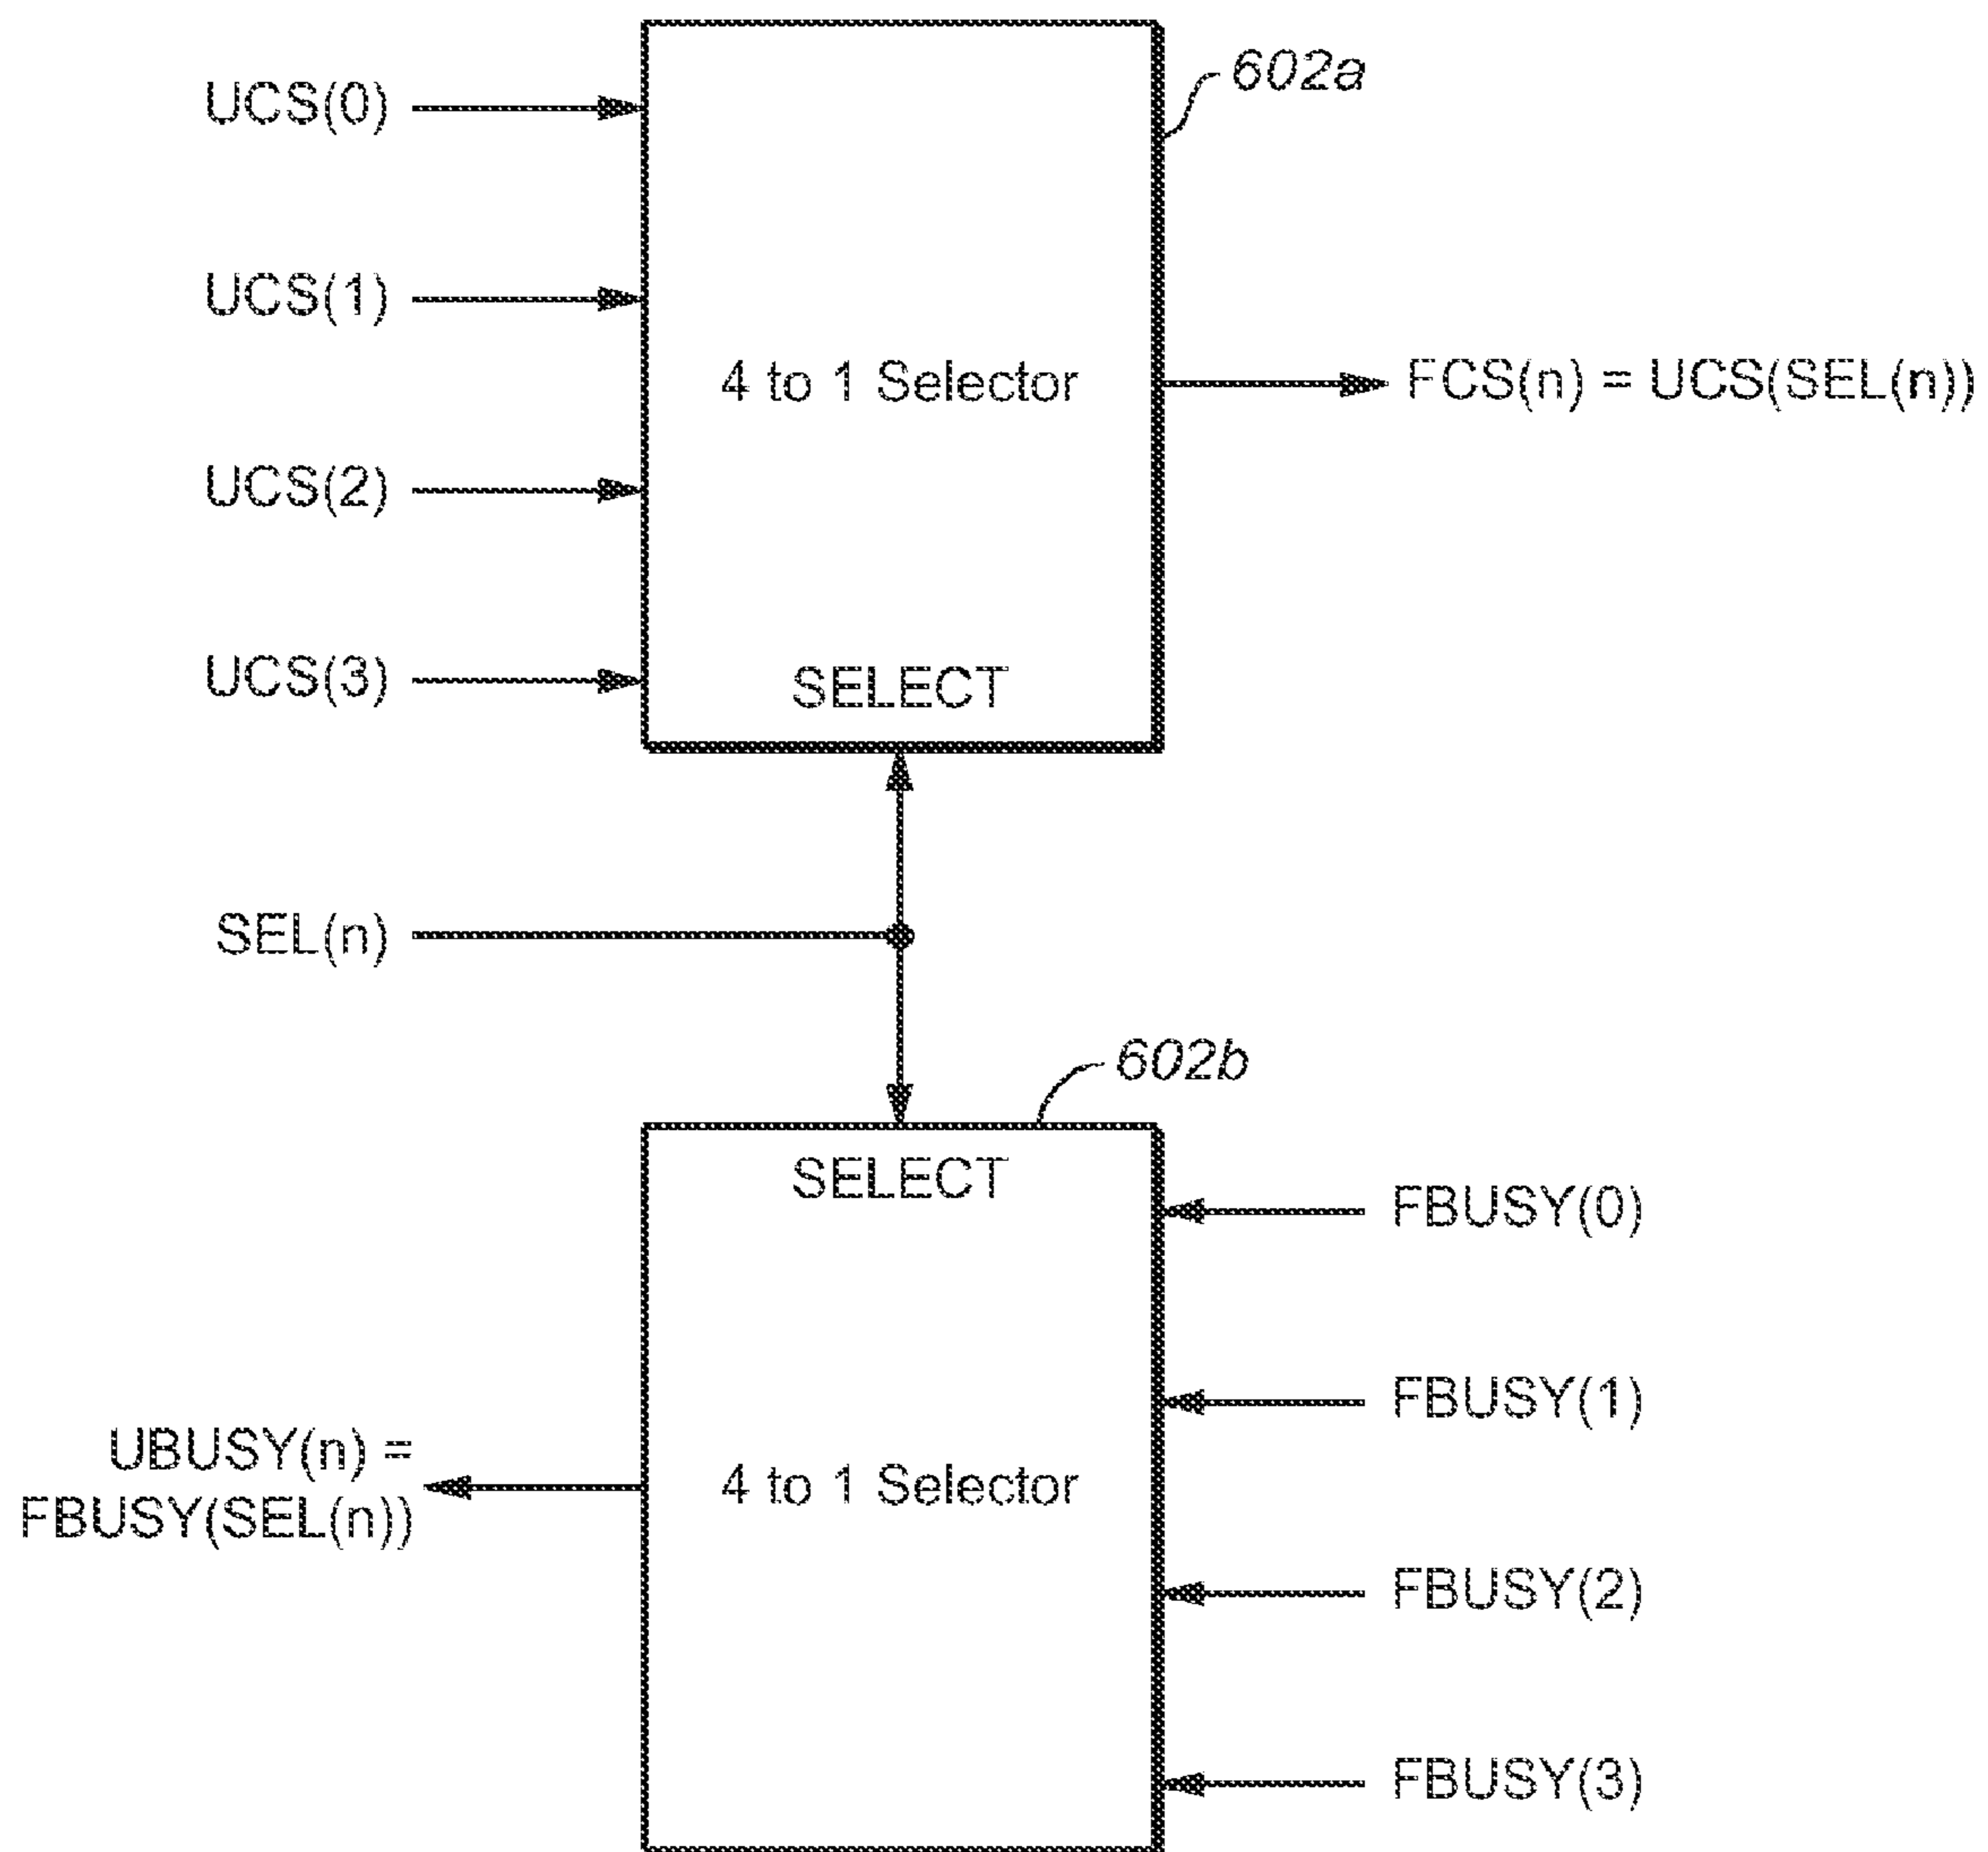 602a
UCS(0)
UCS(1)
4 to 1 Selector
FCS(n) = UCS(SEL(n))
UCS(2)
UCS(3)
SELECT
SEL(n)
602b
SELECT
FBUSY(0)
FBUSY(1)
UBUSY(n) =
FBUSY(SEL(n))
4 to 1 Selector
FBUSY(2)
FBUSY(3)